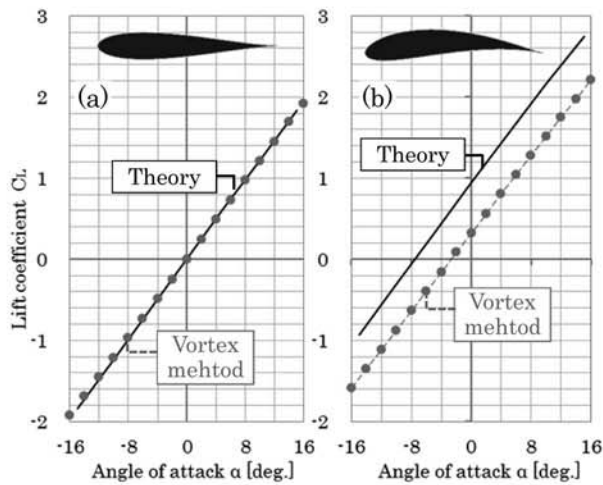 3
2
1
0
-1
-2
Lift coefficient CL
(a)
Theory
Vortex
mehtod
-16 -8 0 8 16
Angle of attack α [deg.]
3
2
1
0
-1
-2
(b)
Theory
Vortex
mehtod
-16 -8 0 8 16
Angle of attack α [deg.]